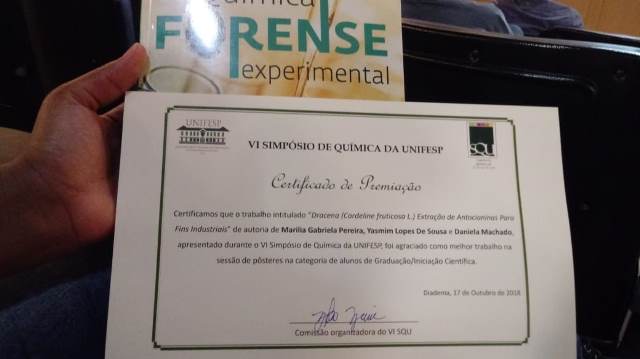 Química
FORENSE
experimental
UNIFESP
VI SIMPÓSIO DE QUÍMICA DA UNIFESP
SQU
Certificado de Premiação
Certificamos que o trabalho intitulado "Dracena (Cordeline fruticosa L.) Extração de Antocianinas Para
Fins Industriais" de autoria de Marilia Gabriela Pereira, Yasmim Lopes De Sousa e Daniela Machado,
apresentado durante o VI Simpósio de Química da UNIFESP, foi agraciado como melhor trabalho na
sessão de pôsteres na categoria de alunos de Graduação/Iniciação Científica.
Diadema, 17 de Outubro de 2018
Comissão organizadora do VI SQU